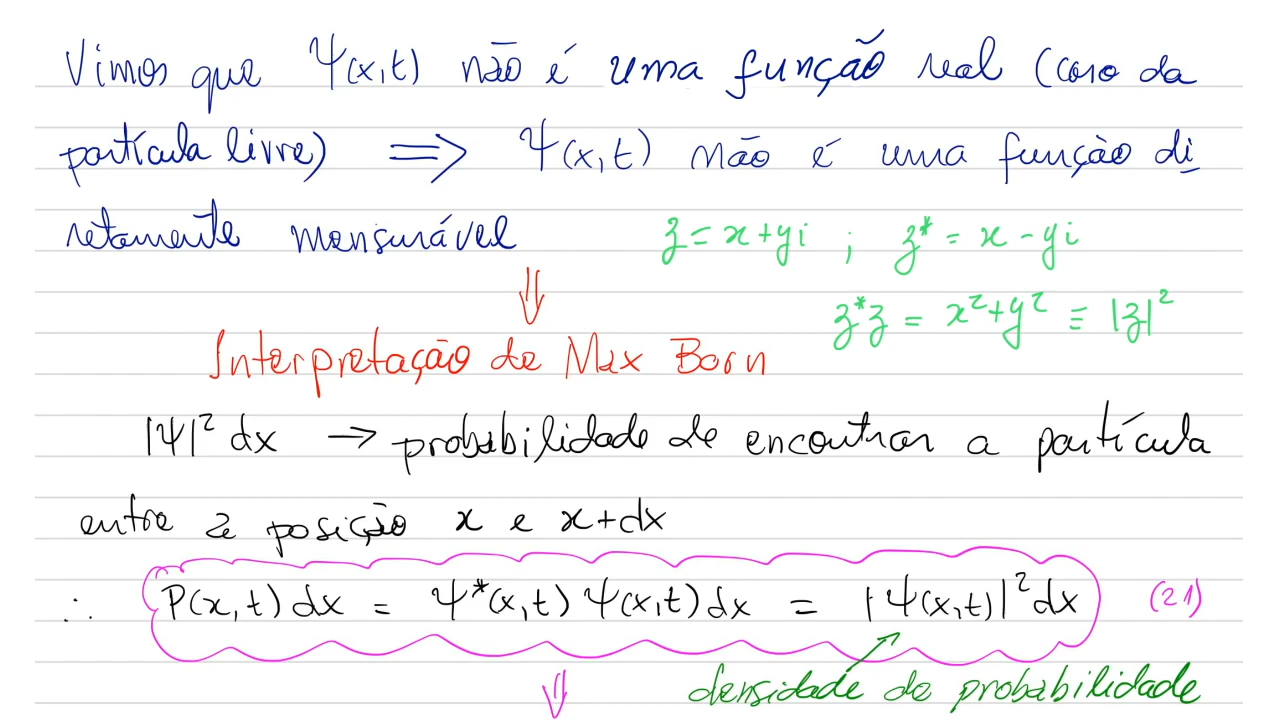 Vimos que Ψ(x,t) não é uma função real (caso da
partícula livre) ⟹ Ψ(x,t) não é uma função di
retamente mensurável
z = x + yi ; z* = x - yi
z*z = x² + y² ≡ |z|²
⇓
Interpretação de Max Born
|Ψ|² dx → probabilidade de encontrar a partícula
entre a posição x e x+dx
∴ P(x,t) dx = Ψ*(x,t) Ψ(x,t) dx = |Ψ(x,t)|² dx (21)
⇓ densidade de probabilidade